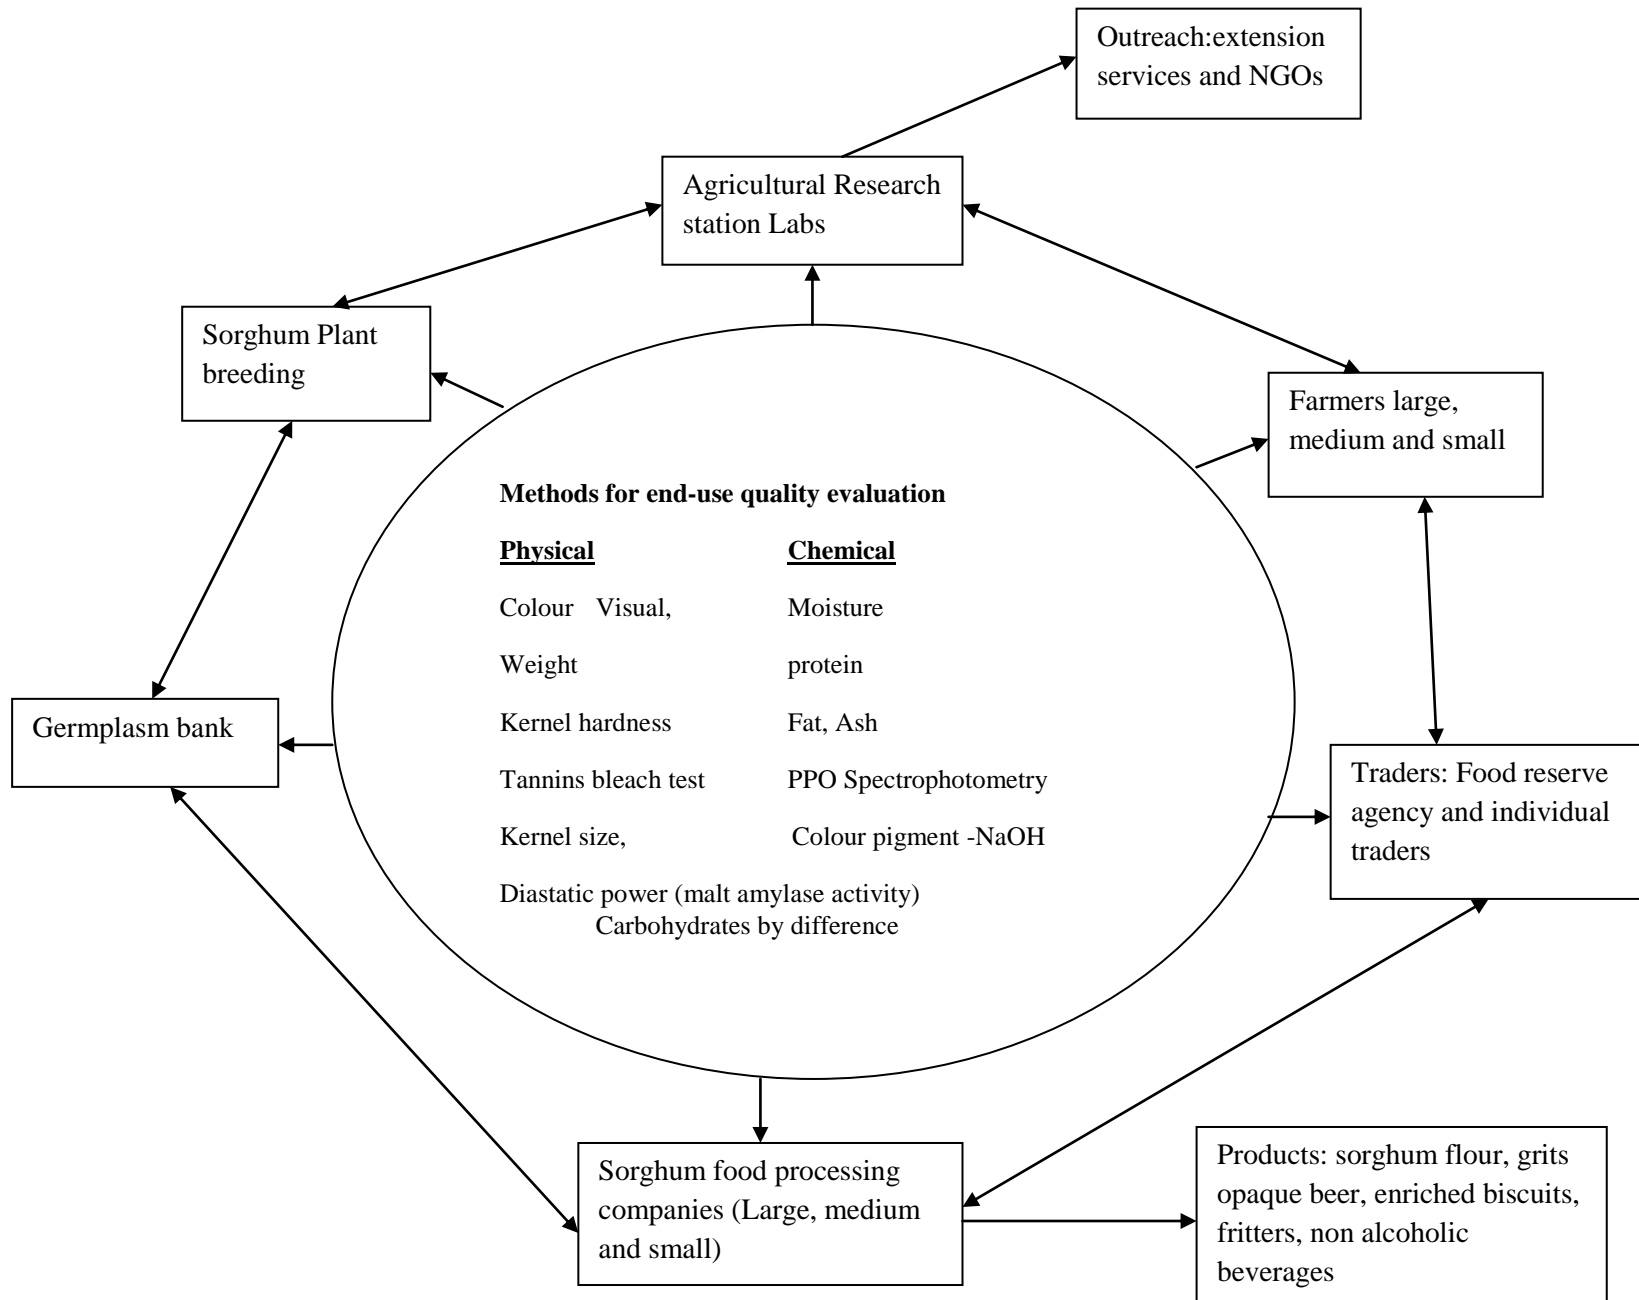 Outreach:extension
services and NGOs
Agricultural Research
station Labs
Sorghum Plant
breeding
Farmers large,
medium and small
Methods for end-use quality evaluation
Physical Chemical
Colour Visual, Moisture
Weight protein
Kernel hardness Fat, Ash
Tannins bleach test PPO Spectrophotometry
Kernel size, Colour pigment -NaOH
Diastatic power (malt amylase activity)
Carbohydrates by difference
Germplasm bank
Traders: Food reserve
agency and individual
traders
Sorghum food processing
companies (Large, medium
and small)
Products: sorghum flour, grits
opaque beer, enriched biscuits,
fritters, non alcoholic
beverages